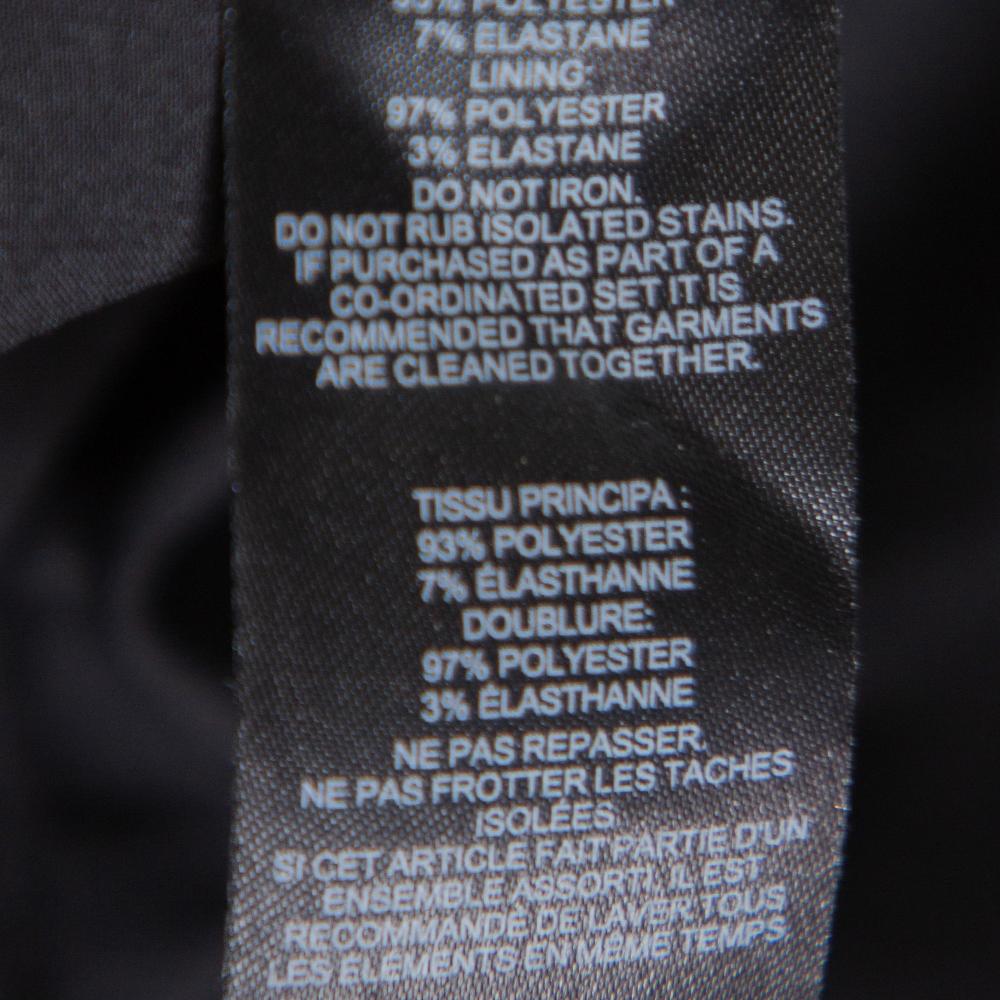 93% POLYESTER
7% ELASTANE
LINING:
97% POLYESTER
3% ELASTANE
DO NOT IRON.
DO NOT RUB ISOLATED STAINS.
IF PURCHASED AS PART OF A
CO-ORDINATED SET IT IS
RECOMMENDED THAT GARMENTS
ARE CLEANED TOGETHER.
TISSU PRINCIPA :
93% POLYESTER
7% ÉLASTHANNE
DOUBLURE:
97% POLYESTER
3% ÉLASTHANNE
NE PAS REPASSER.
NE PAS FROTTER LES TACHES
ISOLÉES
SI CET ARTICLE FAIT PARTIE D'UN
ENSEMBLE ASSORTI, IL EST
RECOMMANDÉ DE LAVER TOUS
LES ELEMENTS EN MÊME TEMPS